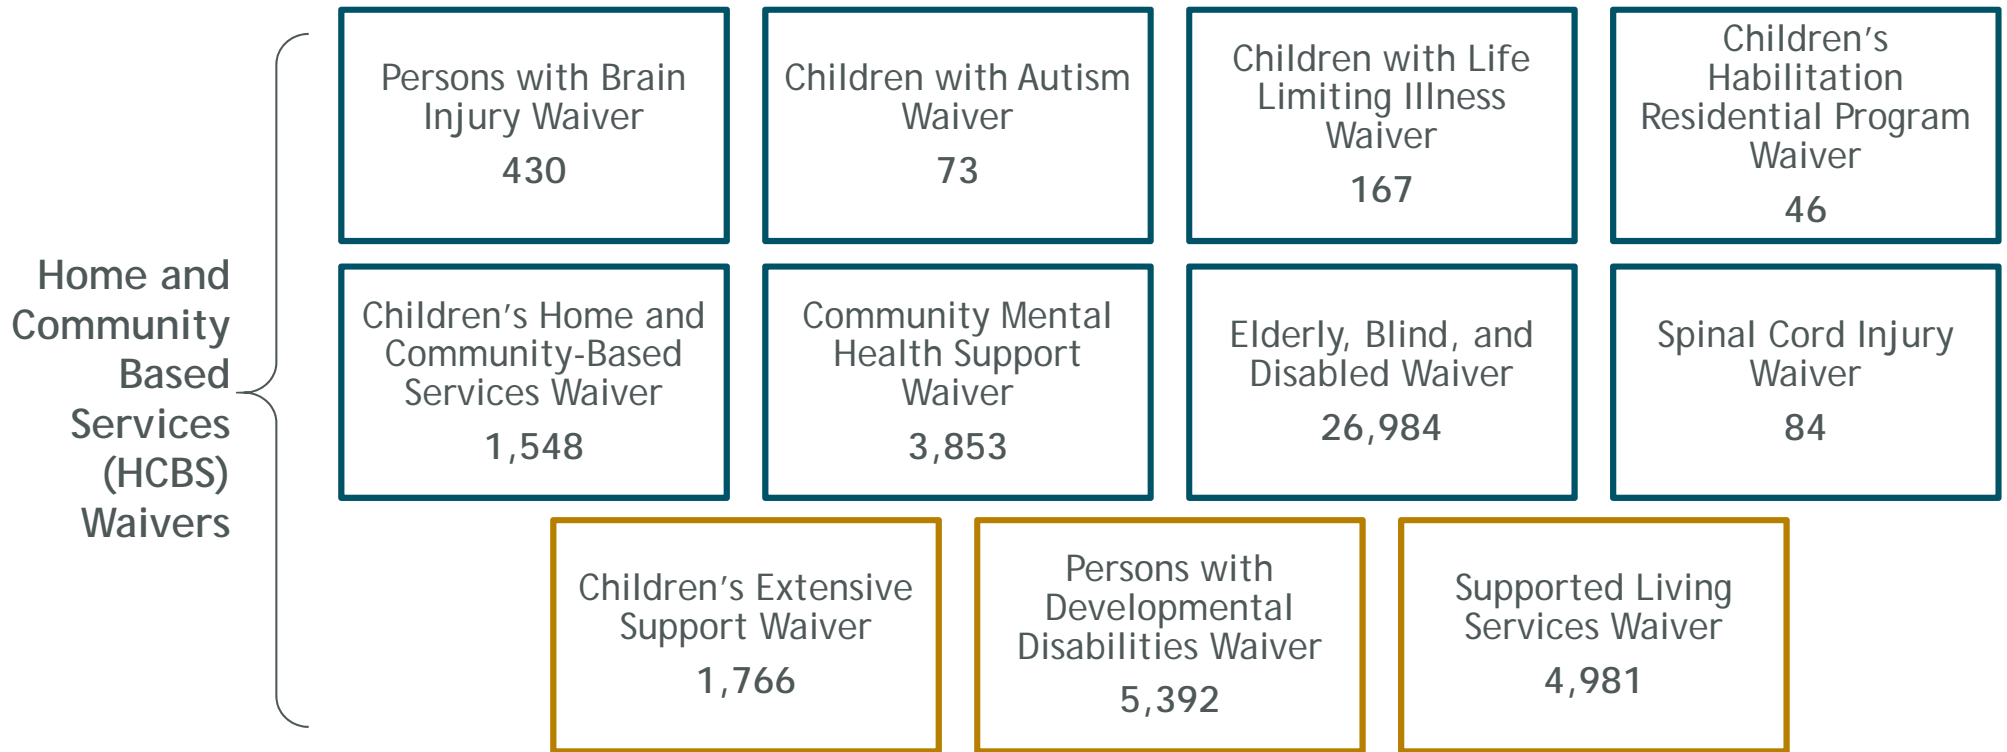 Home and
Community
Based
Services
(HCBS)
Waivers
Persons with Brain
Injury Waiver
430
Children with Autism
Waiver
73
Children with Life
Limiting Illness
Waiver
167
Children's
Habilitation
Residential Program
Waiver
46
Children's Home and
Community-Based
Services Waiver
1,548
Community Mental
Health Support
Waiver
3,853
Elderly, Blind, and
Disabled Waiver
26,984
Spinal Cord Injury
Waiver
84
Children's Extensive
Support Waiver
1,766
Persons with
Developmental
Disabilities Waiver
5,392
Supported Living
Services Waiver
4,981